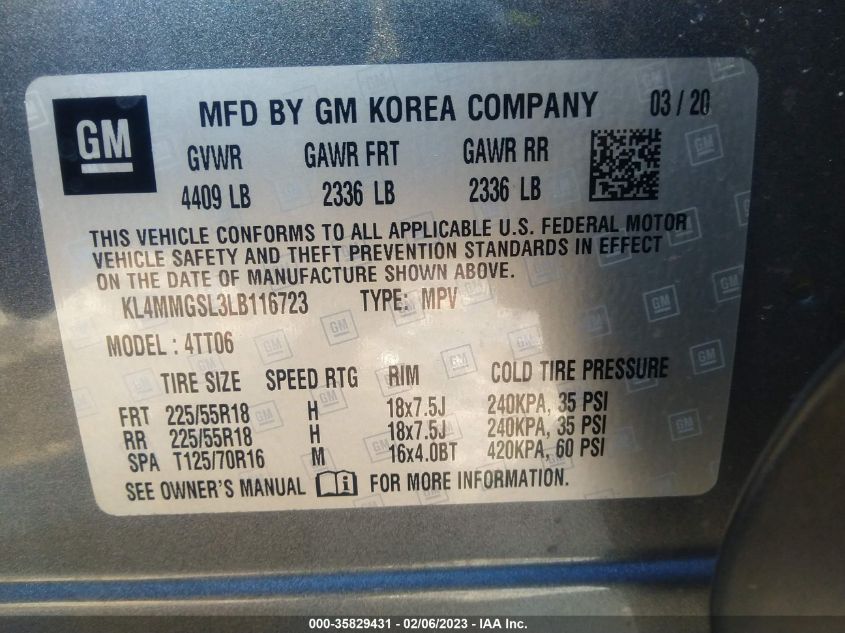 GM MFD BY GM KOREA COMPANY 03 / 20
GVWR GAWR FRT GAWR RR
4409 LB 2336 LB 2336 LB
THIS VEHICLE CONFORMS TO ALL APPLICABLE U.S. FEDERAL MOTOR
VEHICLE SAFETY AND THEFT PREVENTION STANDARDS IN EFFECT
ON THE DATE OF MANUFACTURE SHOWN ABOVE.
KL4MMGSL3LB116723 TYPE: MPV
MODEL : 4TT06
TIRE SIZE SPEED RTG RIM COLD TIRE PRESSURE
FRT 225/55R18 H 18x7.5J 240KPA, 35 PSI
RR 225/55R18 H 18x7.5J 240KPA, 35 PSI
SPA T125/70R16 M 16x4.0BT 420KPA, 60 PSI
SEE OWNER'S MANUAL i FOR MORE INFORMATION.
000-35829431 - 02/06/2023 - IAA Inc.